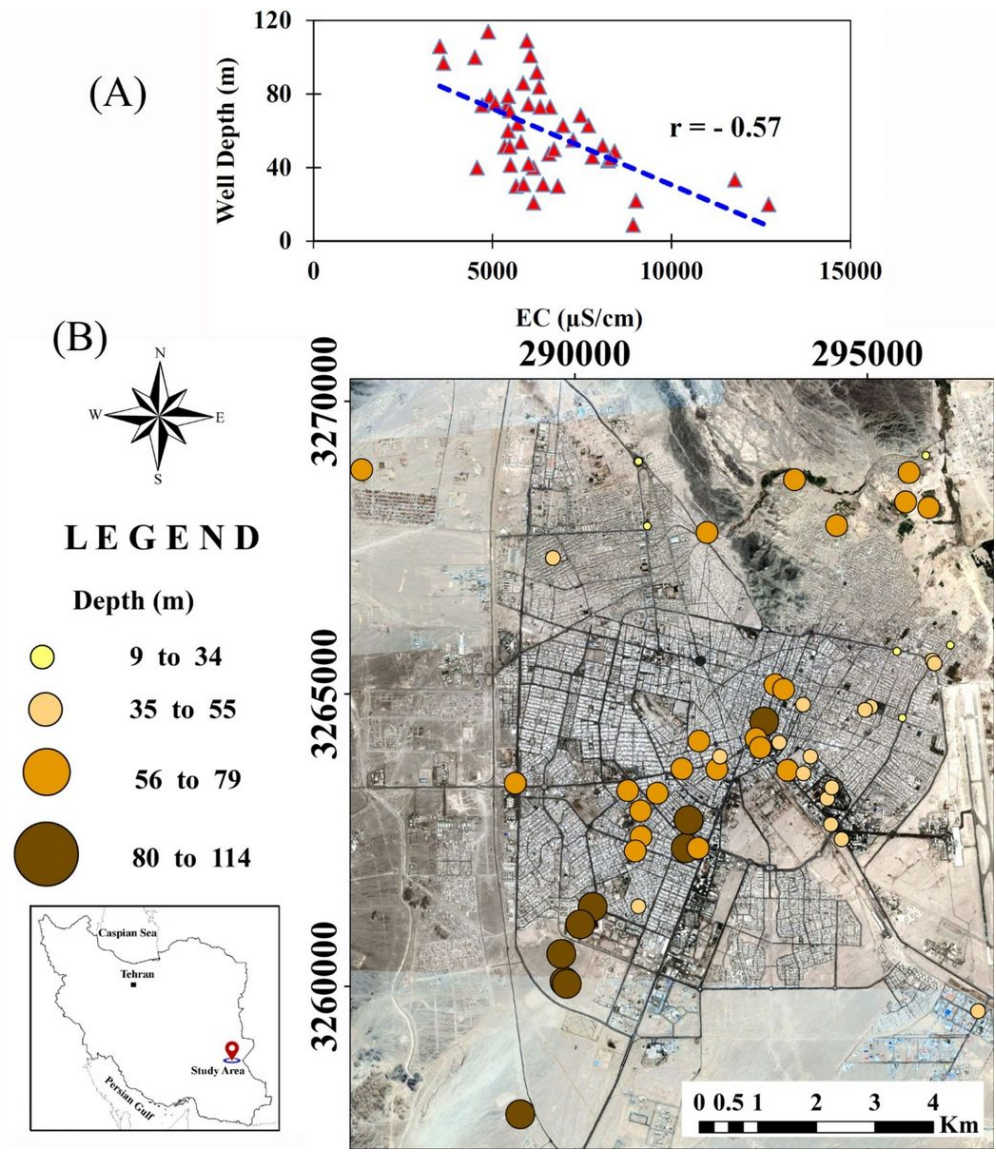 (A)
120
80
40
0
Well Depth (m)
r = - 0.57
0 5000 10000 15000
EC (µS/cm)
(B)
N
W E
S
290000 295000
3270000
3265000
3260000
L E G E N D
Depth (m)
9 to 34
35 to 55
56 to 79
80 to 114
Caspian Sea
Tehran
Study Area
Persian Gulf
0 0.5 1 2 3 4
Km